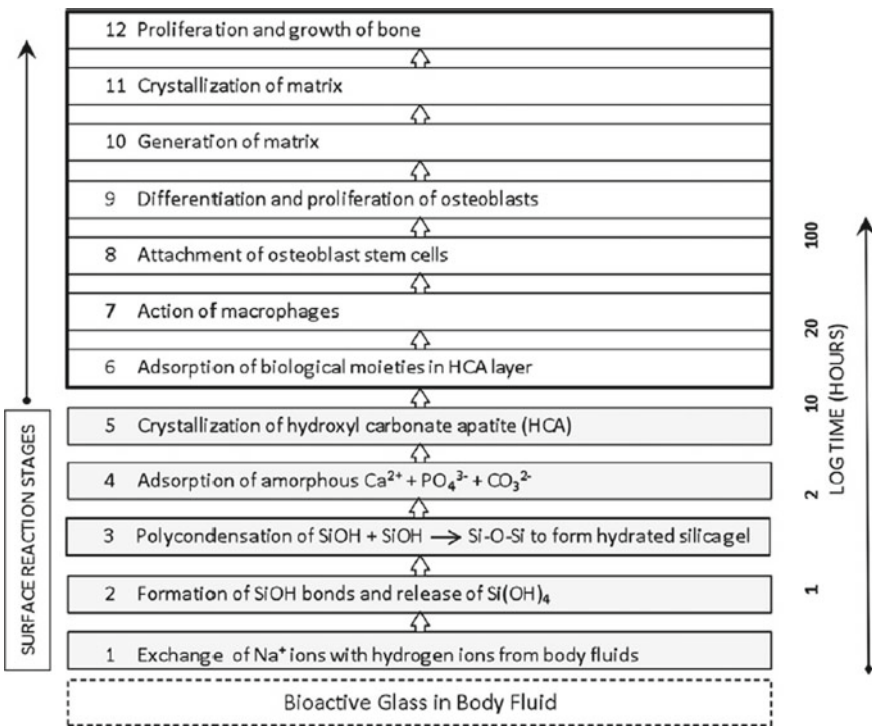 12 Proliferation and growth of bone
11 Crystallization of matrix
10 Generation of matrix
9 Differentiation and proliferation of osteoblasts
8 Attachment of osteoblast stem cells
7 Action of macrophages
6 Adsorption of biological moieties in HCA layer
5 Crystallization of hydroxyl carbonate apatite (HCA)
4 Adsorption of amorphous Ca²⁺ + PO₄³⁻ + CO₃²⁻
3 Polycondensation of SiOH + SiOH → Si-O-Si to form hydrated silicagel
2 Formation of SiOH bonds and release of Si(OH)₄
1 Exchange of Na⁺ ions with hydrogen ions from body fluids
Bioactive Glass in Body Fluid
SURFACE REACTION STAGES
100
20
10
2
1
LOG TIME (HOURS)